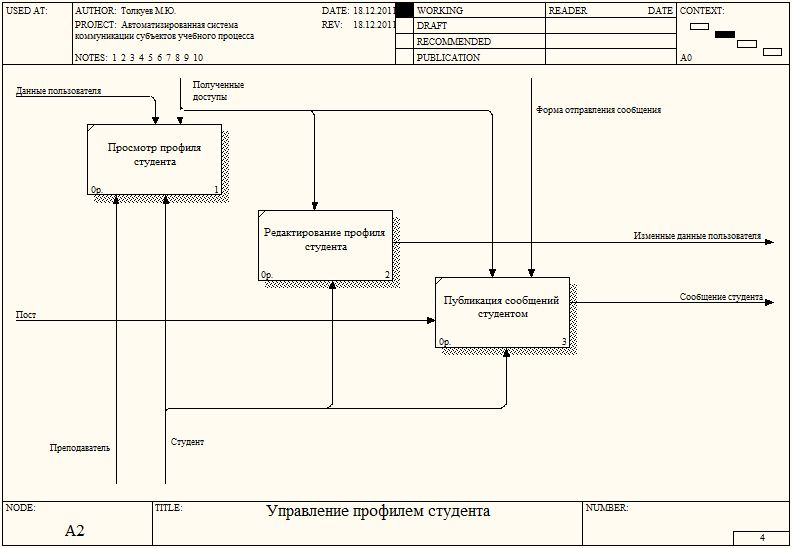 USED AT:
AUTHOR: Толкуев М.Ю.
DATE: 18.12.2011
PROJECT: Автоматизированная система
REV: 18.12.2011
коммуникации субъектов учебного процесса
NOTES: 1 2 3 4 5 6 7 8 9 10
WORKING
DRAFT
RECOMMENDED
PUBLICATION
READER DATE
CONTEXT:
A0
Данные пользователя
Полученные
доступы
Форма отправления сообщения
Просмотр профиля
студента
0р. 1
Редактирование профиля
студента
0р. 2
Изменные данные пользователя
Публикация сообщений
студентом
0р. 3
Сообщение студента
Пост
Преподаватель
Студент
NODE:
A2
TITLE:
Управление профилем студента
NUMBER:
4